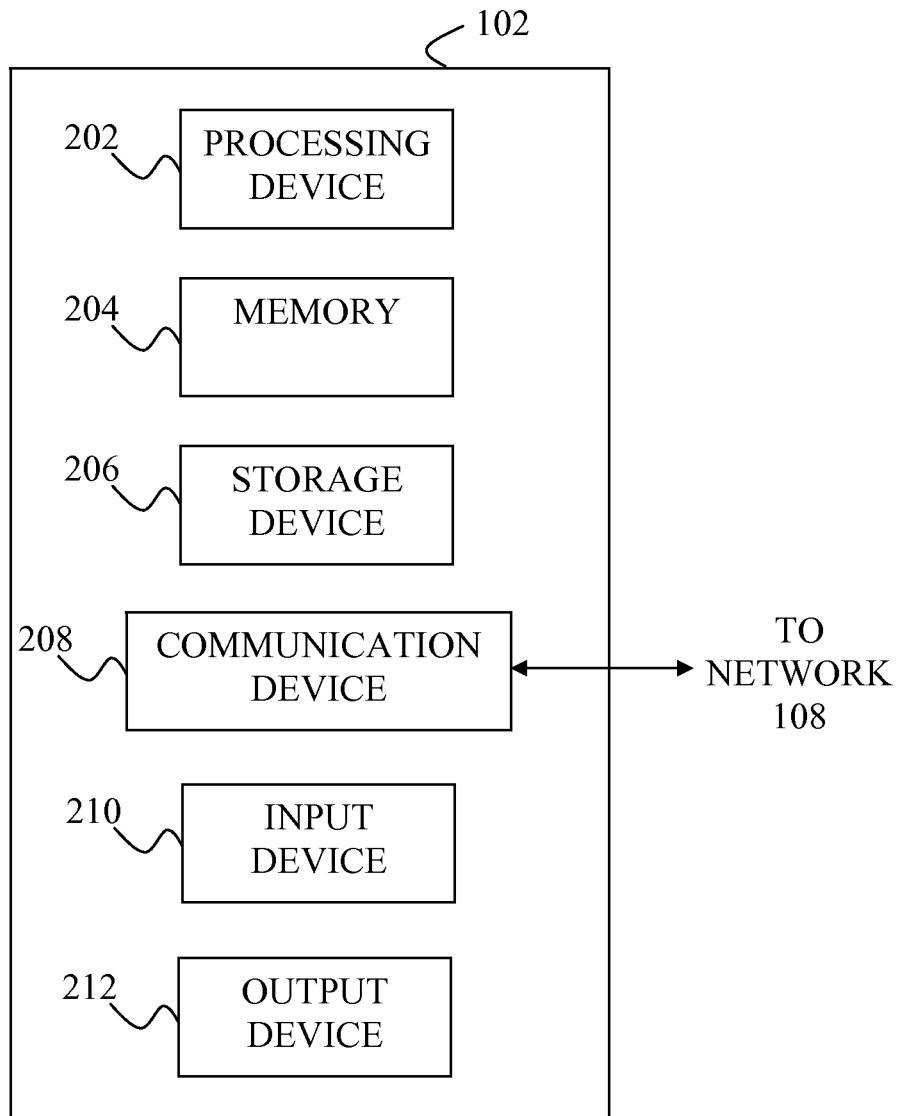 102
202
PROCESSING
DEVICE
204
MEMORY
206
STORAGE
DEVICE
208
COMMUNICATION
DEVICE
TO
NETWORK
108
210
INPUT
DEVICE
212
OUTPUT
DEVICE